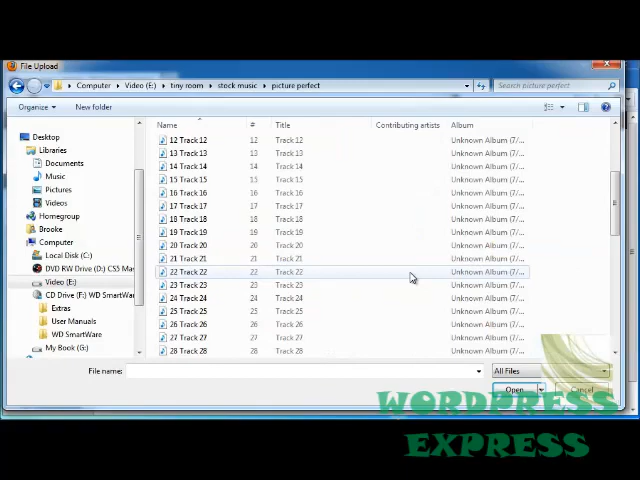 File Upload
Computer Video (E:) tiny room stock music picture perfect Search picture perfect
Organize New folder
Name # Title Contributing artists Album
Desktop
Libraries
Documents
Music
Pictures
Videos
Homegroup
Brooke
Computer
Local Disk (C:)
DVD RW Drive (D:) CS5 Mas
Video (E:)
CD Drive (F:) WD SmartWare
Extras
User Manuals
WD SmartWare
My Book (G:)
12 Track 12 12 Track 12 Unknown Album (7/...
13 Track 13 13 Track 13 Unknown Album (7/...
14 Track 14 14 Track 14 Unknown Album (7/...
15 Track 15 15 Track 15 Unknown Album (7/...
16 Track 16 16 Track 16 Unknown Album (7/...
17 Track 17 17 Track 17 Unknown Album (7/...
18 Track 18 18 Track 18 Unknown Album (7/...
19 Track 19 19 Track 19 Unknown Album (7/...
20 Track 20 20 Track 20 Unknown Album (7/...
21 Track 21 21 Track 21 Unknown Album (7/...
22 Track 22 22 Track 22 Unknown Album (7/...
23 Track 23 23 Track 23 Unknown Album (7/...
24 Track 24 24 Track 24 Unknown Album (7/...
25 Track 25 25 Track 25 Unknown Album (7/...
26 Track 26 26 Track 26 Unknown Album (7/...
27 Track 27 27 Track 27 Unknown Album (7/...
28 Track 28 28 Track 28 Unknown Album (7/...
File name: All Files
Open Cancel
WORDPRESS
EXPRESS